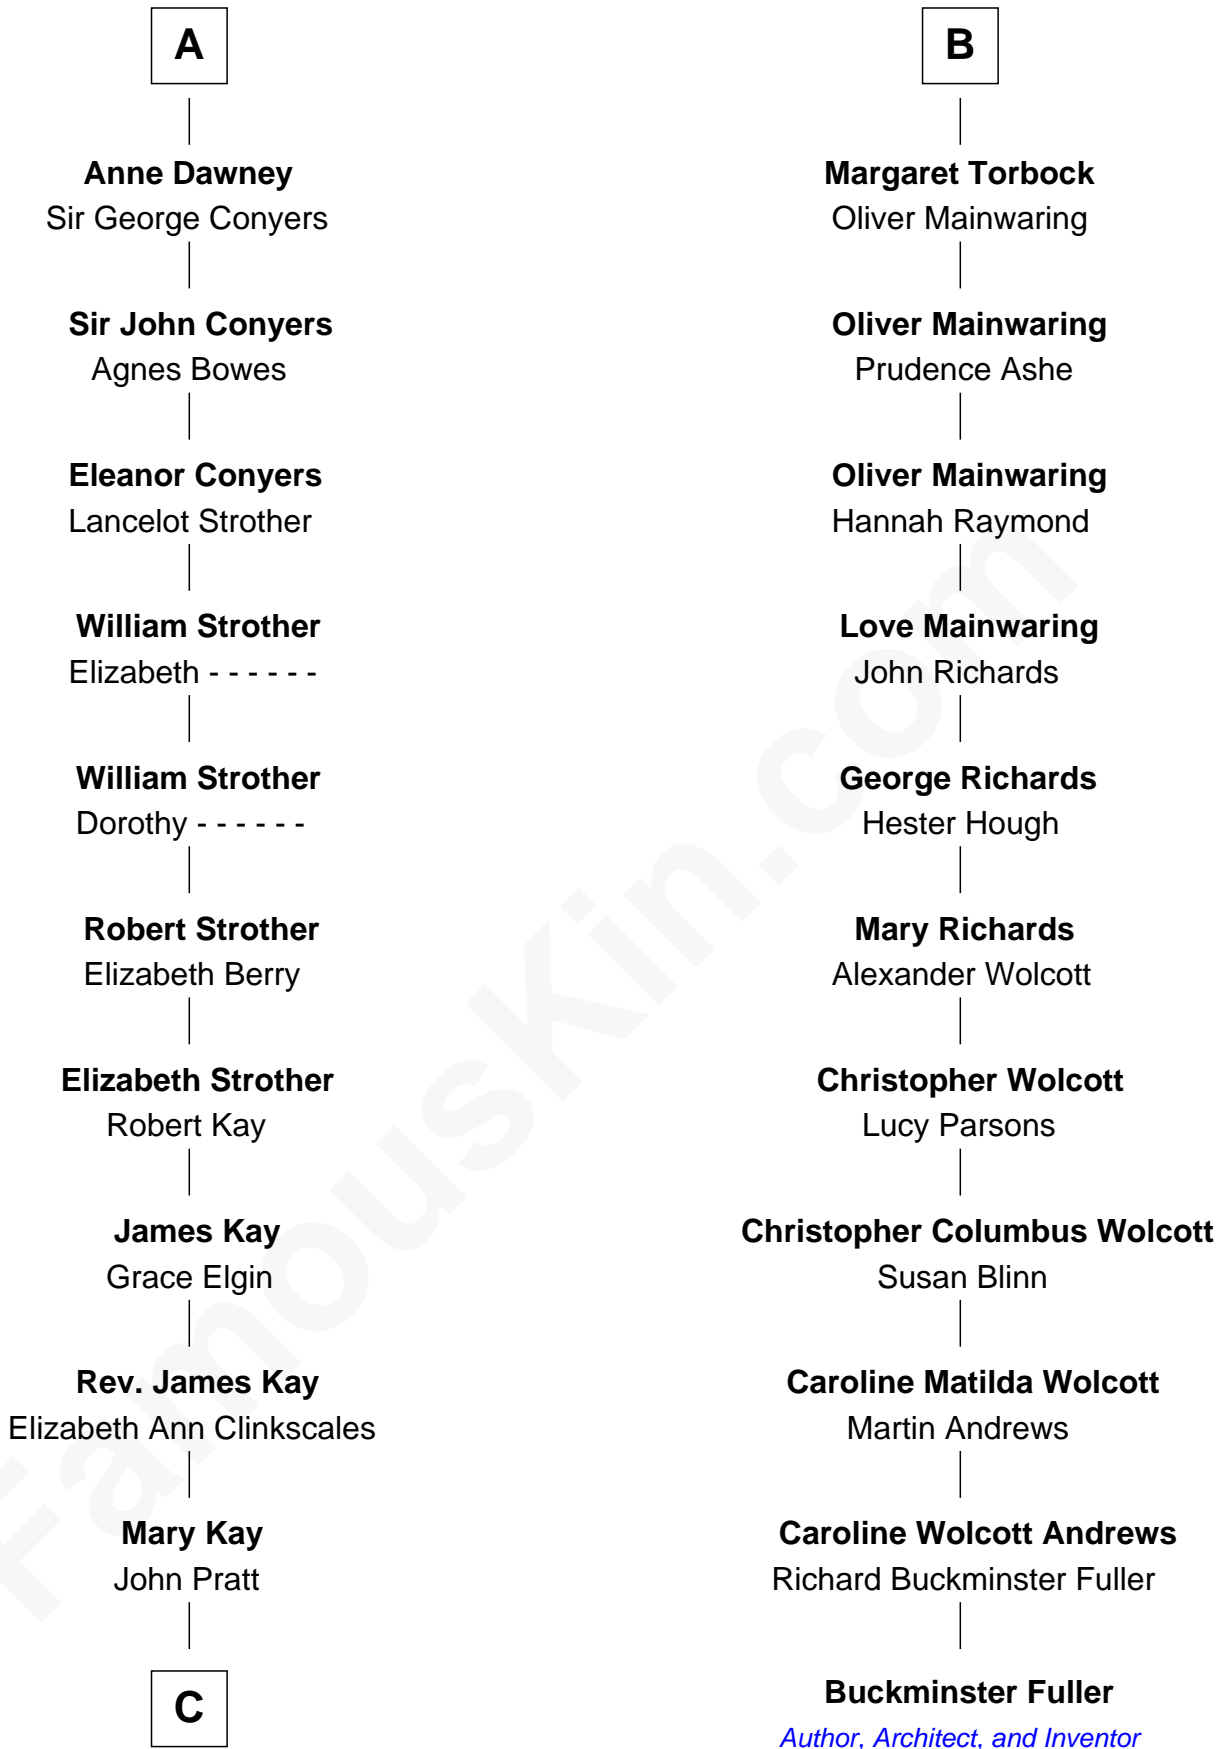 A
Anne Dawney
Sir George Conyers
Sir John Conyers
Agnes Bowes
Eleanor Conyers
Lancelot Strother
William Strother
Elizabeth - - - - - -
William Strother
Dorothy - - - - - -
Robert Strother
Elizabeth Berry
Elizabeth Strother
Robert Kay
James Kay
Grace Elgin
Rev. James Kay
Elizabeth Ann Clinkscales
Mary Kay
John Pratt
C
B
Margaret Torbock
Oliver Mainwaring
Oliver Mainwaring
Prudence Ashe
Oliver Mainwaring
Hannah Raymond
Love Mainwaring
John Richards
George Richards
Hester Hough
Mary Richards
Alexander Wolcott
Christopher Wolcott
Lucy Parsons
Christopher Columbus Wolcott
Susan Blinn
Caroline Matilda Wolcott
Martin Andrews
Caroline Wolcott Andrews
Richard Buckminster Fuller
Buckminster Fuller
Author, Architect, and Inventor
FamousKin.com